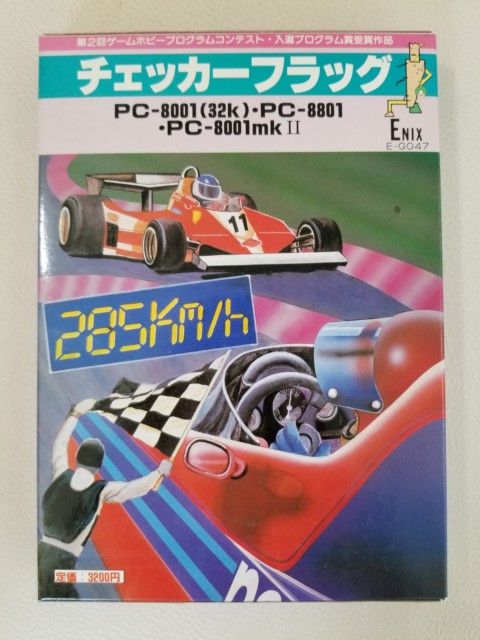 第2回ゲームホビープログラムコンテスト・入選プログラム賞受賞作品
チェッカーフラッグ
PC-8001(32k)・PC-8801
・PC-8001mkII
ENIX
E-G047
11
285Km/h
定価 3200円